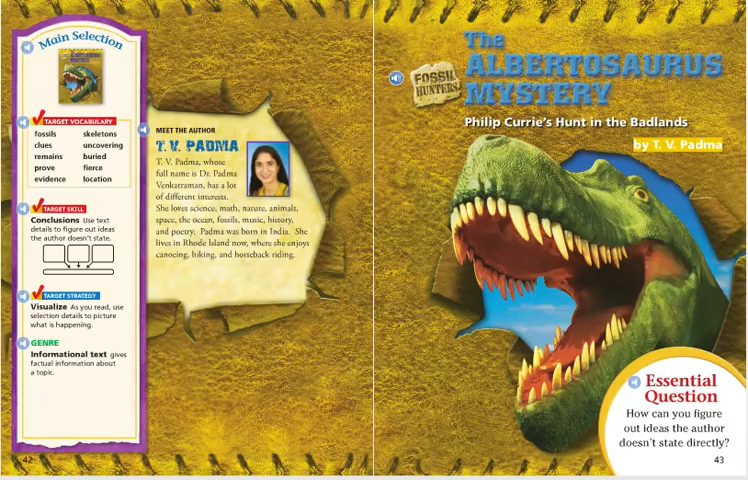 Main Selection
TARGET VOCABULARY
fossils skeletons
clues uncovering
remains buried
prove fierce
evidence location
TARGET SKILL
Conclusions Use text
details to figure out ideas
the author doesn't state.
TARGET STRATEGY
Visualize As you read, use
selection details to picture
what is happening.
GENRE
Informational text gives
factual information about
a topic.
42
MEET THE AUTHOR
T. V. PADMA
T. V. Padma, whose
full name is Dr. Padma
Venkatraman, has a lot
of different interests.
She loves science, math, nature, animals,
space, the ocean, fossils, music, history,
and poetry. Padma was born in India. She
lives in Rhode Island now, where she enjoys
canoeing, hiking, and horseback riding.
FOSSIL
HUNTERS
The
ALBERTOSAURUS
MYSTERY
Philip Currie's Hunt in the Badlands
by T. V. Padma
Essential
Question
How can you figure
out ideas the author
doesn't state directly?
43